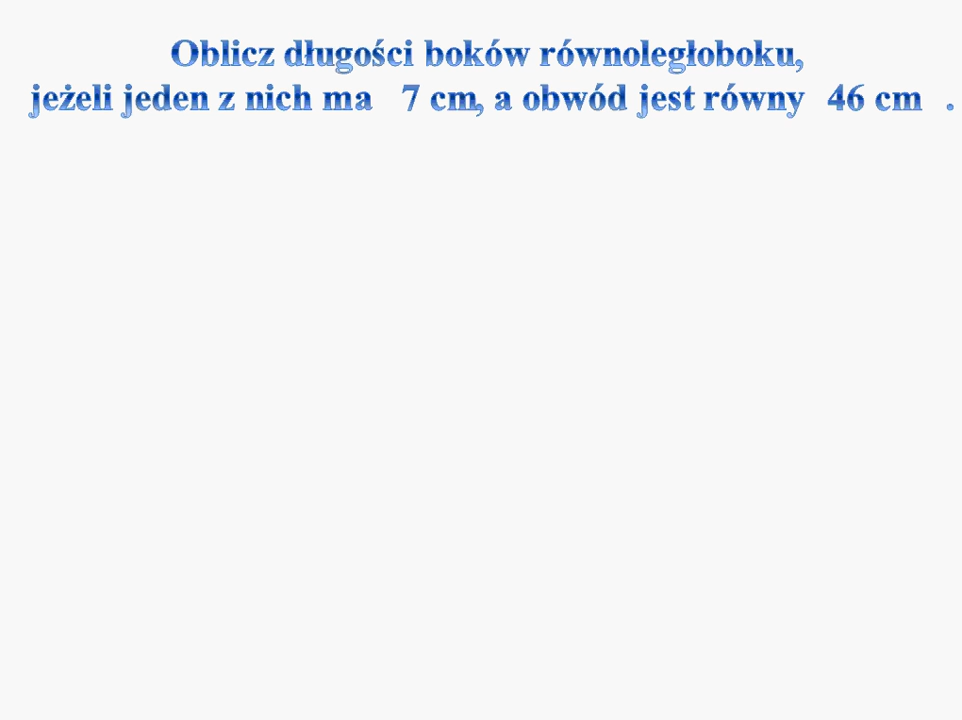 Oblicz długości boków równoległoboku,
jeżeli jeden z nich ma 7 cm, a obwód jest równy 46 cm .